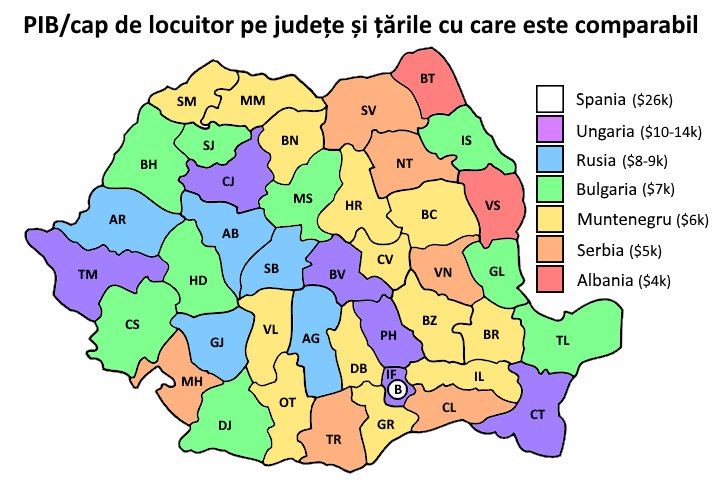 PIB/cap de locuitor pe județe și țările cu care este comparabil
BT
Spania ($26k)
SM
MM
SV
Ungaria ($10-14k)
BN
IS
SJ
Rusia ($8-9k)
BH
NT
CJ
Bulgaria ($7k)
MS
HR
VS
BC
Muntenegru ($6k)
AR
AB
Serbia ($5k)
CV
TM
SB
BV
VN
GL
HD
Albania ($4k)
CS
VL
BZ
GJ
AG
PH
BR
TL
DB
IF
IL
MH
B
OT
CL
CT
DJ
TR
GR